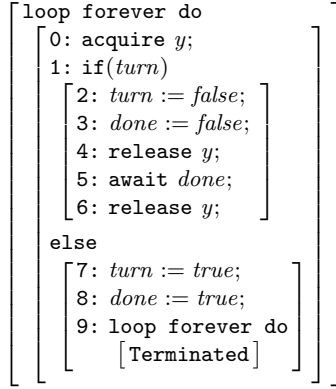 loop forever do
0: acquire y;
1: if(turn)
2: turn := false;
3: done := false;
4: release y;
5: await done;
6: release y;
else
7: turn := true;
8: done := true;
9: loop forever do
[Terminated]